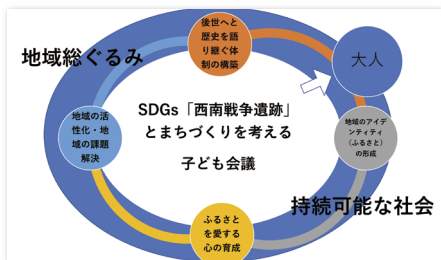 地域総ぐるみ
後世へと
歴史を語
り継ぐ体
制の構築
大人
SDGs「西南戦争遺跡」
とまちづくりを考える
子ども会議
地域の活
性化・地
域の課題
解決
地域のアイデ
ンティティ
(ふるさと)
の形成
持続可能な社会
ふるさと
を愛する
心の育成